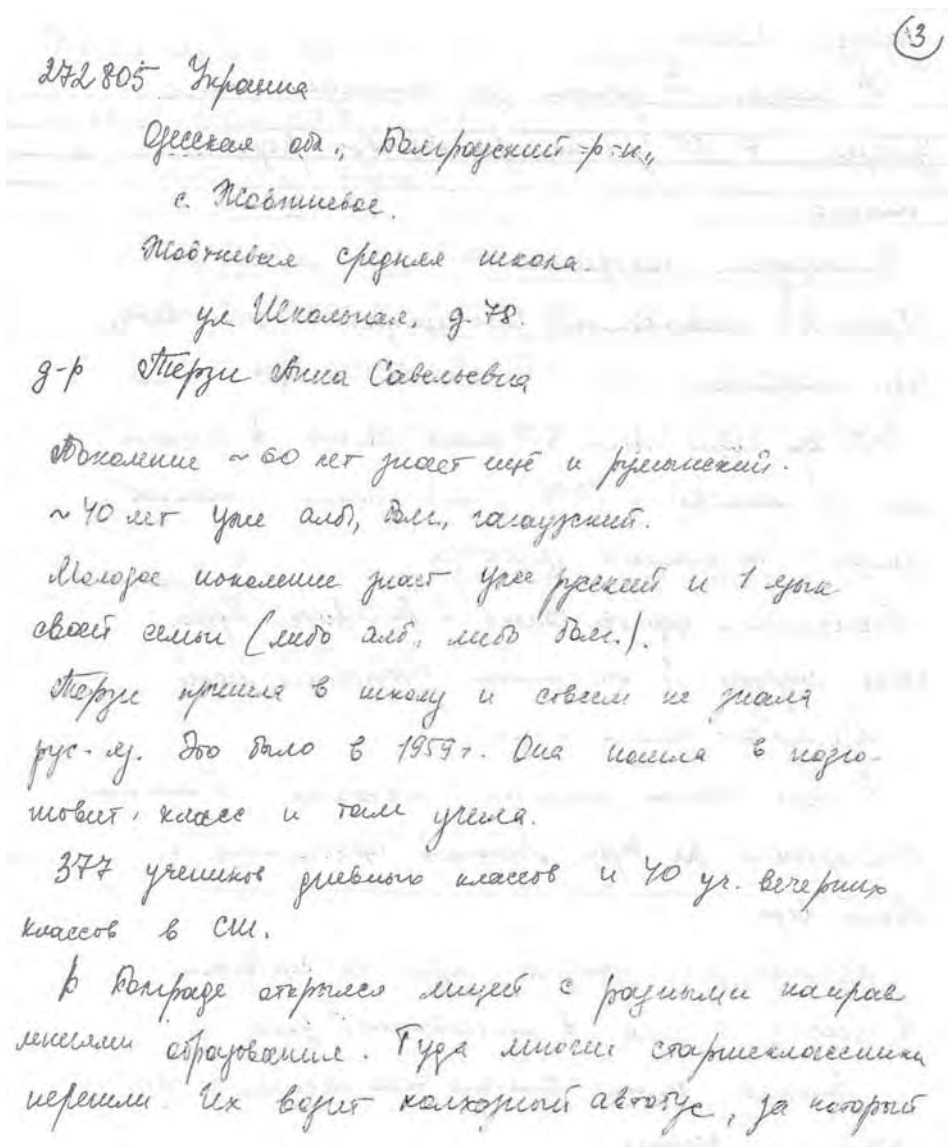 13
272805 Украина
Одесская обл., Болградский р-н,
с. Жовтневое.
Жовтневая средняя школа.
ул. Школьная, д. 78.
д-р Терзи Анна Савельевна
Поколение ~ 60 лет знает ещё и румынский.
~ 40 лет уже алб, болг., гагаузский.
Молодое поколение знает уже русский и 1 язык
своей семьи (либо алб., либо болг.).
Терзи пришла в школу и совсем не знала
рус. яз. Это было в 1959 г. Она пошла в подго-
товит. класс и там учила.
377 учеников дневных классов и 40 уч. вечерних
классов в СШ.
В Болграде открылся лицей с разными направ
лениями образования. Туда многие старшеклассники
перешли. Их возит колхозный автобус, за который